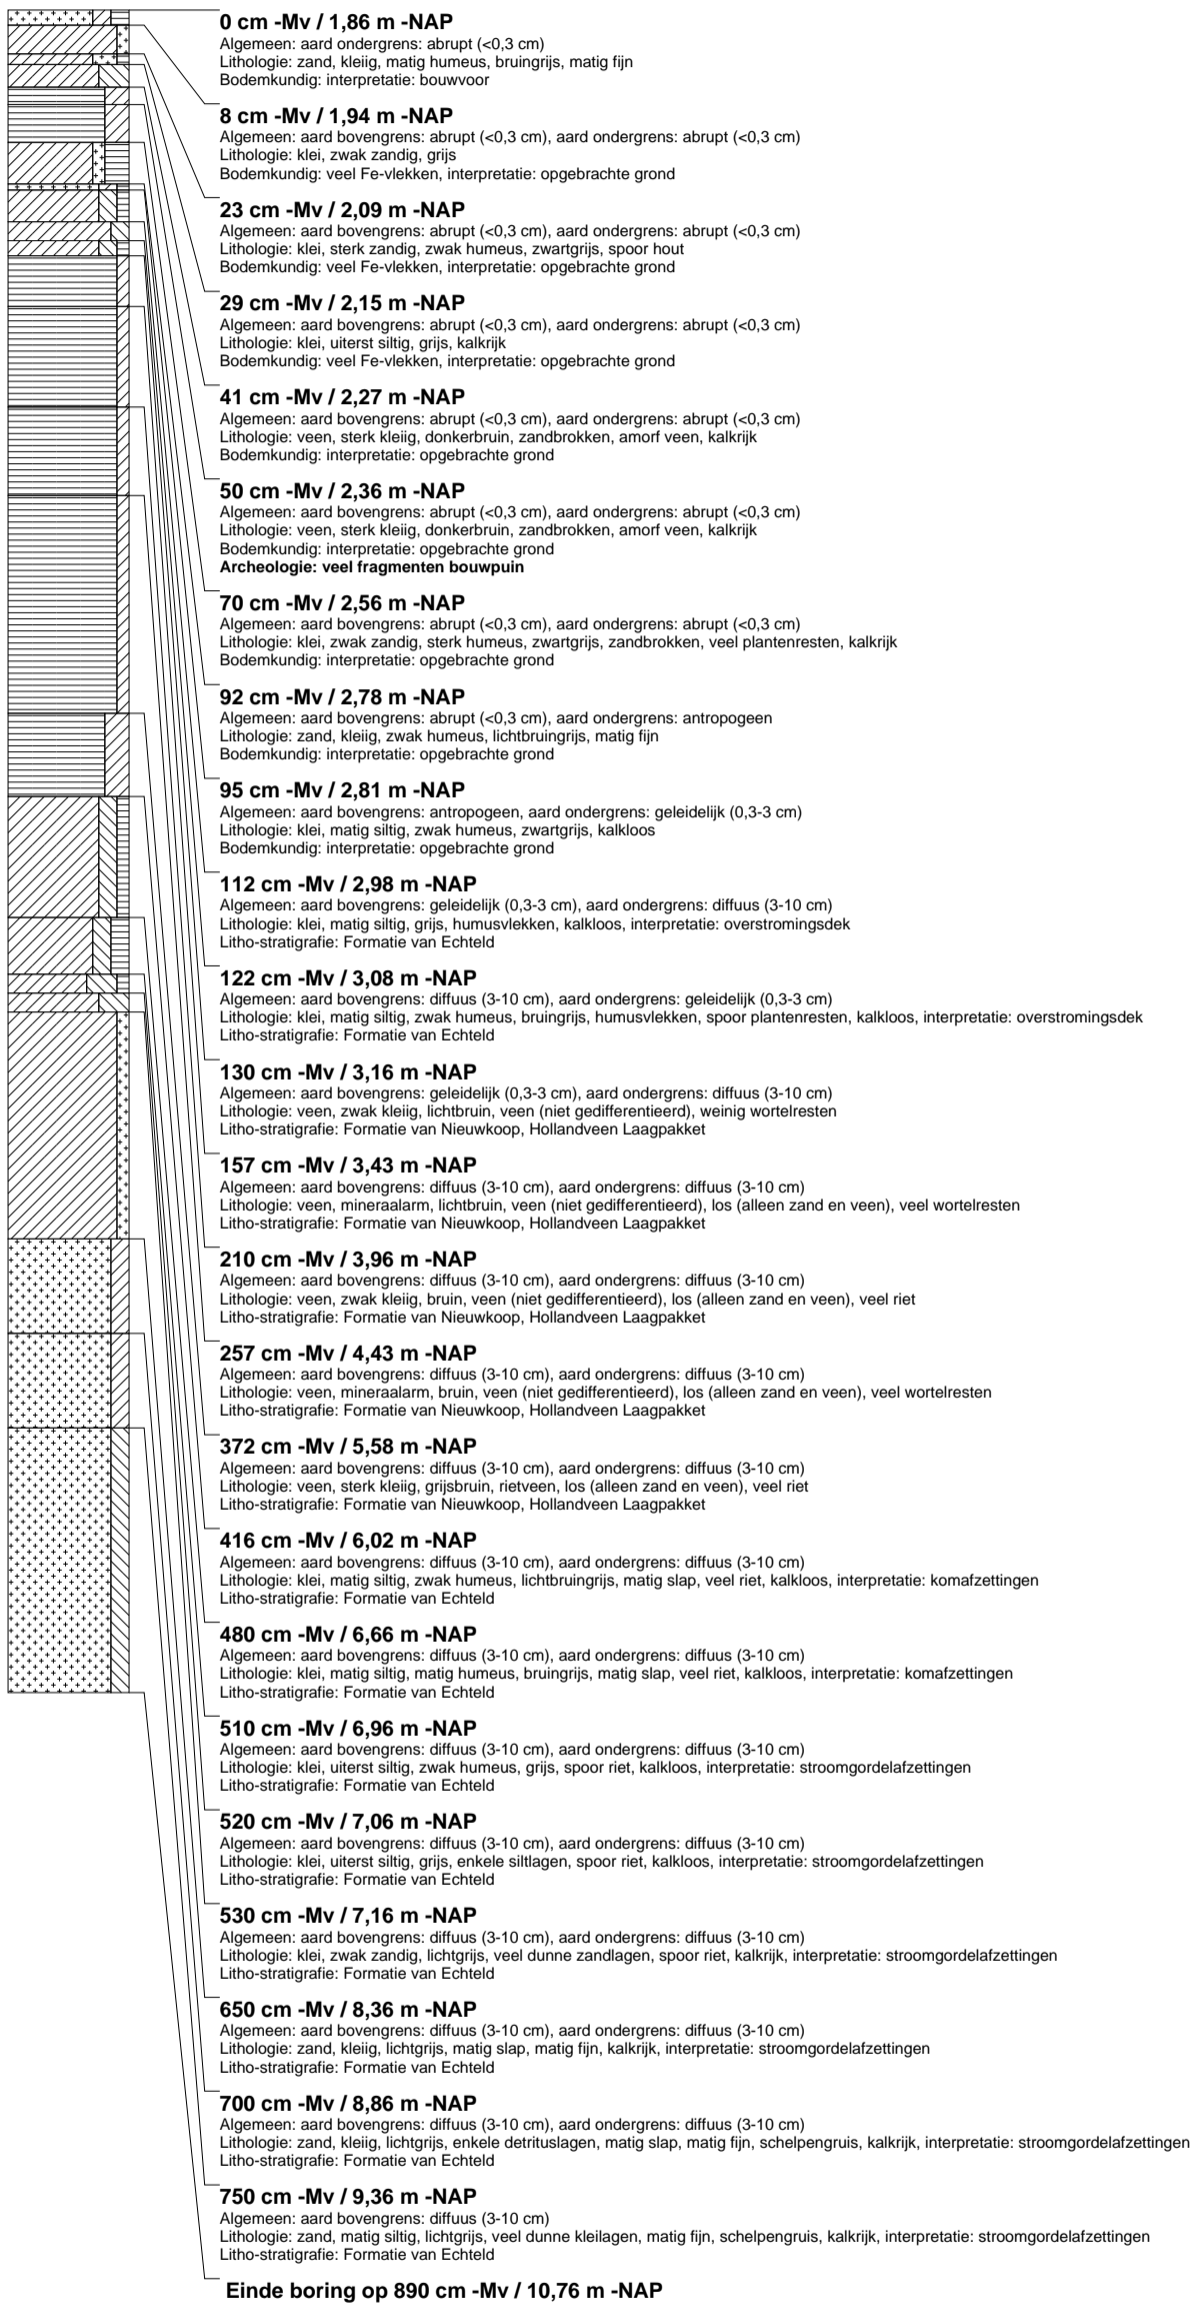 0 cm -Mv / 1,86 m -NAP
Algemeen: aard ondergrens: abrupt (<0,3 cm)
Lithologie: zand, kleiig, matig humeus, bruingrijs, matig fijn
Bodemkundig: interpretatie: bouwvoor
8 cm -Mv / 1,94 m -NAP
Algemeen: aard bovengrens: abrupt (<0,3 cm), aard ondergrens: abrupt (<0,3 cm)
Lithologie: klei, zwak zandig, grijs
Bodemkundig: veel Fe-vlekken, interpretatie: opgebrachte grond
23 cm -Mv / 2,09 m -NAP
Algemeen: aard bovengrens: abrupt (<0,3 cm), aard ondergrens: abrupt (<0,3 cm)
Lithologie: klei, sterk zandig, zwak humeus, zwartgrijs, spoor hout
Bodemkundig: veel Fe-vlekken, interpretatie: opgebrachte grond
29 cm -Mv / 2,15 m -NAP
Algemeen: aard bovengrens: abrupt (<0,3 cm), aard ondergrens: abrupt (<0,3 cm)
Lithologie: klei, uiterst siltig, grijs, kalkrijk
Bodemkundig: veel Fe-vlekken, interpretatie: opgebrachte grond
41 cm -Mv / 2,27 m -NAP
Algemeen: aard bovengrens: abrupt (<0,3 cm), aard ondergrens: abrupt (<0,3 cm)
Lithologie: veen, sterk kleiig, donkerbruin, zandbrokken, amorf veen, kalkrijk
Bodemkundig: interpretatie: opgebrachte grond
50 cm -Mv / 2,36 m -NAP
Algemeen: aard bovengrens: abrupt (<0,3 cm), aard ondergrens: abrupt (<0,3 cm)
Lithologie: veen, sterk kleiig, donkerbruin, zandbrokken, amorf veen, kalkrijk
Bodemkundig: interpretatie: opgebrachte grond
Archeologie: veel fragmenten bouwpuin
70 cm -Mv / 2,56 m -NAP
Algemeen: aard bovengrens: abrupt (<0,3 cm), aard ondergrens: abrupt (<0,3 cm)
Lithologie: klei, zwak zandig, sterk humeus, zwartgrijs, zandbrokken, veel plantenresten, kalkrijk
Bodemkundig: interpretatie: opgebrachte grond
92 cm -Mv / 2,78 m -NAP
Algemeen: aard bovengrens: abrupt (<0,3 cm), aard ondergrens: antropogeen
Lithologie: zand, kleiig, zwak humeus, lichtbruingrijs, matig fijn
Bodemkundig: interpretatie: opgebrachte grond
95 cm -Mv / 2,81 m -NAP
Algemeen: aard bovengrens: antropogeen, aard ondergrens: geleidelijk (0,3-3 cm)
Lithologie: klei, matig siltig, zwak humeus, zwartgrijs, kalkloos
Bodemkundig: interpretatie: opgebrachte grond
112 cm -Mv / 2,98 m -NAP
Algemeen: aard bovengrens: geleidelijk (0,3-3 cm), aard ondergrens: diffuus (3-10 cm)
Lithologie: klei, matig siltig, grijs, humusvlekken, kalkloos, interpretatie: overstromingsdek
Litho-stratigrafie: Formatie van Echteld
122 cm -Mv / 3,08 m -NAP
Algemeen: aard bovengrens: diffuus (3-10 cm), aard ondergrens: geleidelijk (0,3-3 cm)
Lithologie: klei, matig siltig, zwak humeus, bruingrijs, humusvlekken, spoor plantenresten, kalkloos, interpretatie: overstromingsdek
Litho-stratigrafie: Formatie van Echteld
130 cm -Mv / 3,16 m -NAP
Algemeen: aard bovengrens: geleidelijk (0,3-3 cm), aard ondergrens: diffuus (3-10 cm)
Lithologie: veen, zwak kleiig, lichtbruin, veen (niet gedifferentieerd), weinig wortelresten
Litho-stratigrafie: Formatie van Nieuwkoop, Hollandveen Laagpakket
157 cm -Mv / 3,43 m -NAP
Algemeen: aard bovengrens: diffuus (3-10 cm), aard ondergrens: diffuus (3-10 cm)
Lithologie: veen, mineraalarm, lichtbruin, veen (niet gedifferentieerd), los (alleen zand en veen), veel wortelresten
Litho-stratigrafie: Formatie van Nieuwkoop, Hollandveen Laagpakket
210 cm -Mv / 3,96 m -NAP
Algemeen: aard bovengrens: diffuus (3-10 cm), aard ondergrens: diffuus (3-10 cm)
Lithologie: veen, zwak kleiig, bruin, veen (niet gedifferentieerd), los (alleen zand en veen), veel riet
Litho-stratigrafie: Formatie van Nieuwkoop, Hollandveen Laagpakket
257 cm -Mv / 4,43 m -NAP
Algemeen: aard bovengrens: diffuus (3-10 cm), aard ondergrens: diffuus (3-10 cm)
Lithologie: veen, mineraalarm, bruin, veen (niet gedifferentieerd), los (alleen zand en veen), veel wortelresten
Litho-stratigrafie: Formatie van Nieuwkoop, Hollandveen Laagpakket
372 cm -Mv / 5,58 m -NAP
Algemeen: aard bovengrens: diffuus (3-10 cm), aard ondergrens: diffuus (3-10 cm)
Lithologie: veen, sterk kleiig, grijsbruin, rietveen, los (alleen zand en veen), veel riet
Litho-stratigrafie: Formatie van Nieuwkoop, Hollandveen Laagpakket
416 cm -Mv / 6,02 m -NAP
Algemeen: aard bovengrens: diffuus (3-10 cm), aard ondergrens: diffuus (3-10 cm)
Lithologie: klei, matig siltig, zwak humeus, lichtbruingrijs, matig slap, veel riet, kalkloos, interpretatie: komafzettingen
Litho-stratigrafie: Formatie van Echteld
480 cm -Mv / 6,66 m -NAP
Algemeen: aard bovengrens: diffuus (3-10 cm), aard ondergrens: diffuus (3-10 cm)
Lithologie: klei, matig siltig, matig humeus, bruingrijs, matig slap, veel riet, kalkloos, interpretatie: komafzettingen
Litho-stratigrafie: Formatie van Echteld
510 cm -Mv / 6,96 m -NAP
Algemeen: aard bovengrens: diffuus (3-10 cm), aard ondergrens: diffuus (3-10 cm)
Lithologie: klei, uiterst siltig, zwak humeus, grijs, spoor riet, kalkloos, interpretatie: stroomgordelafzettingen
Litho-stratigrafie: Formatie van Echteld
520 cm -Mv / 7,06 m -NAP
Algemeen: aard bovengrens: diffuus (3-10 cm), aard ondergrens: diffuus (3-10 cm)
Lithologie: klei, uiterst siltig, grijs, enkele siltlagen, spoor riet, kalkloos, interpretatie: stroomgordelafzettingen
Litho-stratigrafie: Formatie van Echteld
530 cm -Mv / 7,16 m -NAP
Algemeen: aard bovengrens: diffuus (3-10 cm), aard ondergrens: diffuus (3-10 cm)
Lithologie: klei, zwak zandig, lichtgrijs, veel dunne zandlagen, spoor riet, kalkrijk, interpretatie: stroomgordelafzettingen
Litho-stratigrafie: Formatie van Echteld
650 cm -Mv / 8,36 m -NAP
Algemeen: aard bovengrens: diffuus (3-10 cm), aard ondergrens: diffuus (3-10 cm)
Lithologie: zand, kleiig, lichtgrijs, matig slap, matig fijn, kalkrijk, interpretatie: stroomgordelafzettingen
Litho-stratigrafie: Formatie van Echteld
700 cm -Mv / 8,86 m -NAP
Algemeen: aard bovengrens: diffuus (3-10 cm), aard ondergrens: diffuus (3-10 cm)
Lithologie: zand, kleiig, lichtgrijs, enkele detrituslagen, matig slap, matig fijn, schelpengruis, kalkrijk, interpretatie: stroomgordelafzettingen
Litho-stratigrafie: Formatie van Echteld
750 cm -Mv / 9,36 m -NAP
Algemeen: aard bovengrens: diffuus (3-10 cm)
Lithologie: zand, matig siltig, lichtgrijs, veel dunne kleilagen, matig fijn, schelpengruis, kalkrijk, interpretatie: stroomgordelafzettingen
Litho-stratigrafie: Formatie van Echteld
Einde boring op 890 cm -Mv / 10,76 m -NAP